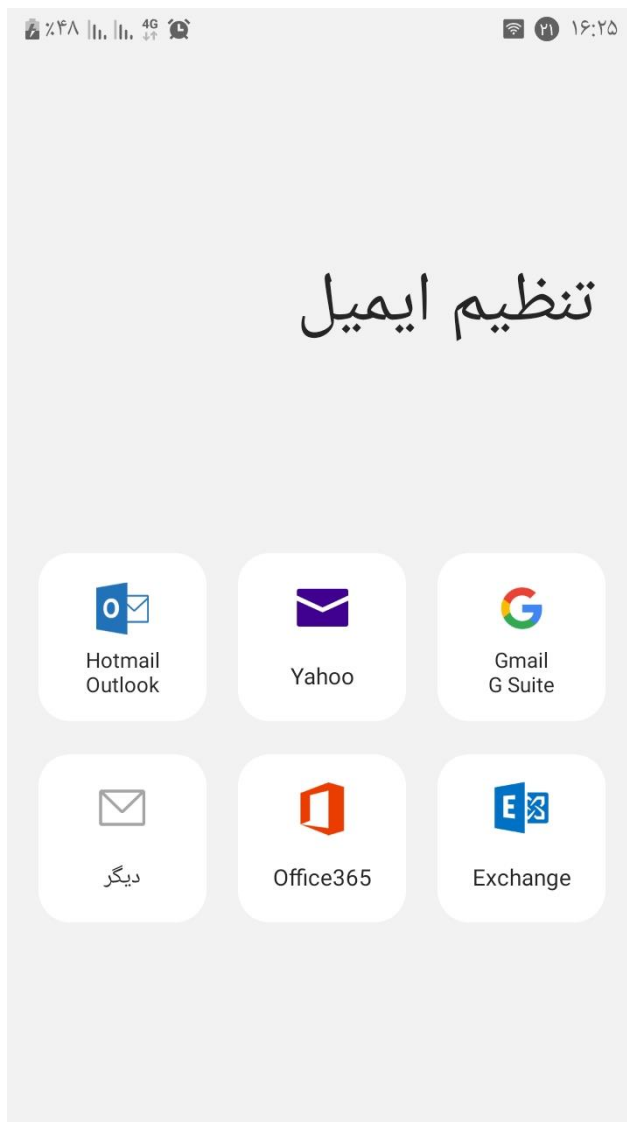 ۱۶:۲۵ ۲۱ 4G ٪۴۸
تنظیم ایمیل
Gmail
G Suite
Yahoo
Hotmail
Outlook
Exchange
Office365
دیگر